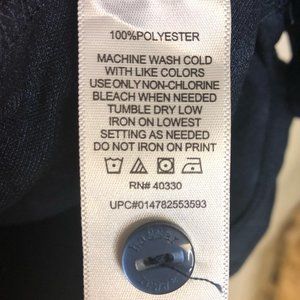 100%POLYESTER
MACHINE WASH COLD
WITH LIKE COLORS
USE ONLY NON-CHLORINE
BLEACH WHEN NEEDED
TUMBLE DRY LOW
IRON ON LOWEST
SETTING AS NEEDED
DO NOT IRON ON PRINT
RN# 40330
UPC#014782553593